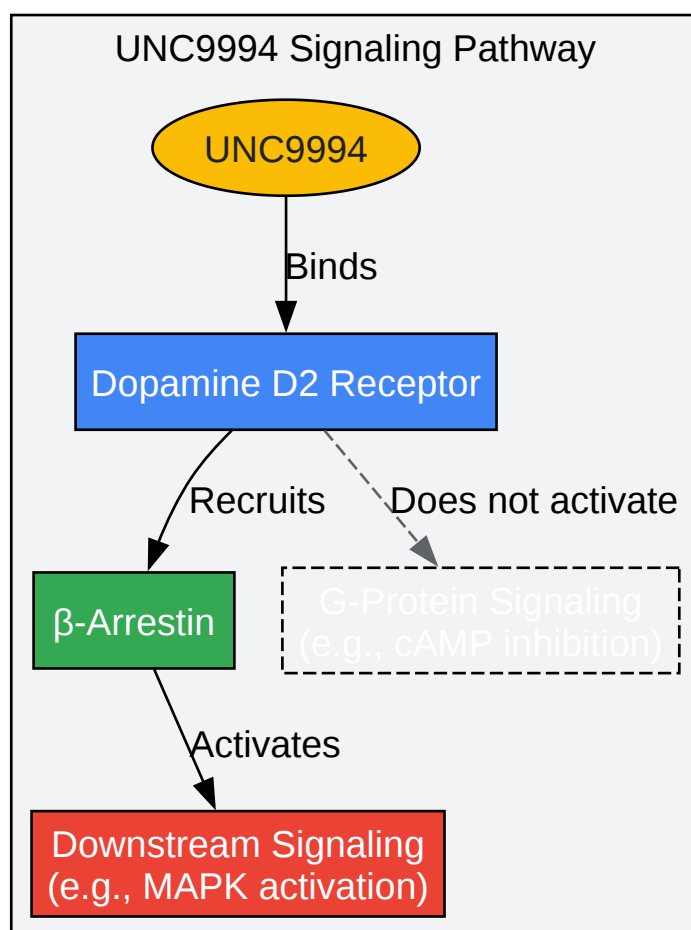 UNC9994 Signaling Pathway
UNC9994
Binds
Dopamine D2 Receptor
Recruits
Does not activate
β-Arrestin
G-Protein Signaling
(e.g., cAMP inhibition)
Activates
Downstream Signaling
(e.g., MAPK activation)